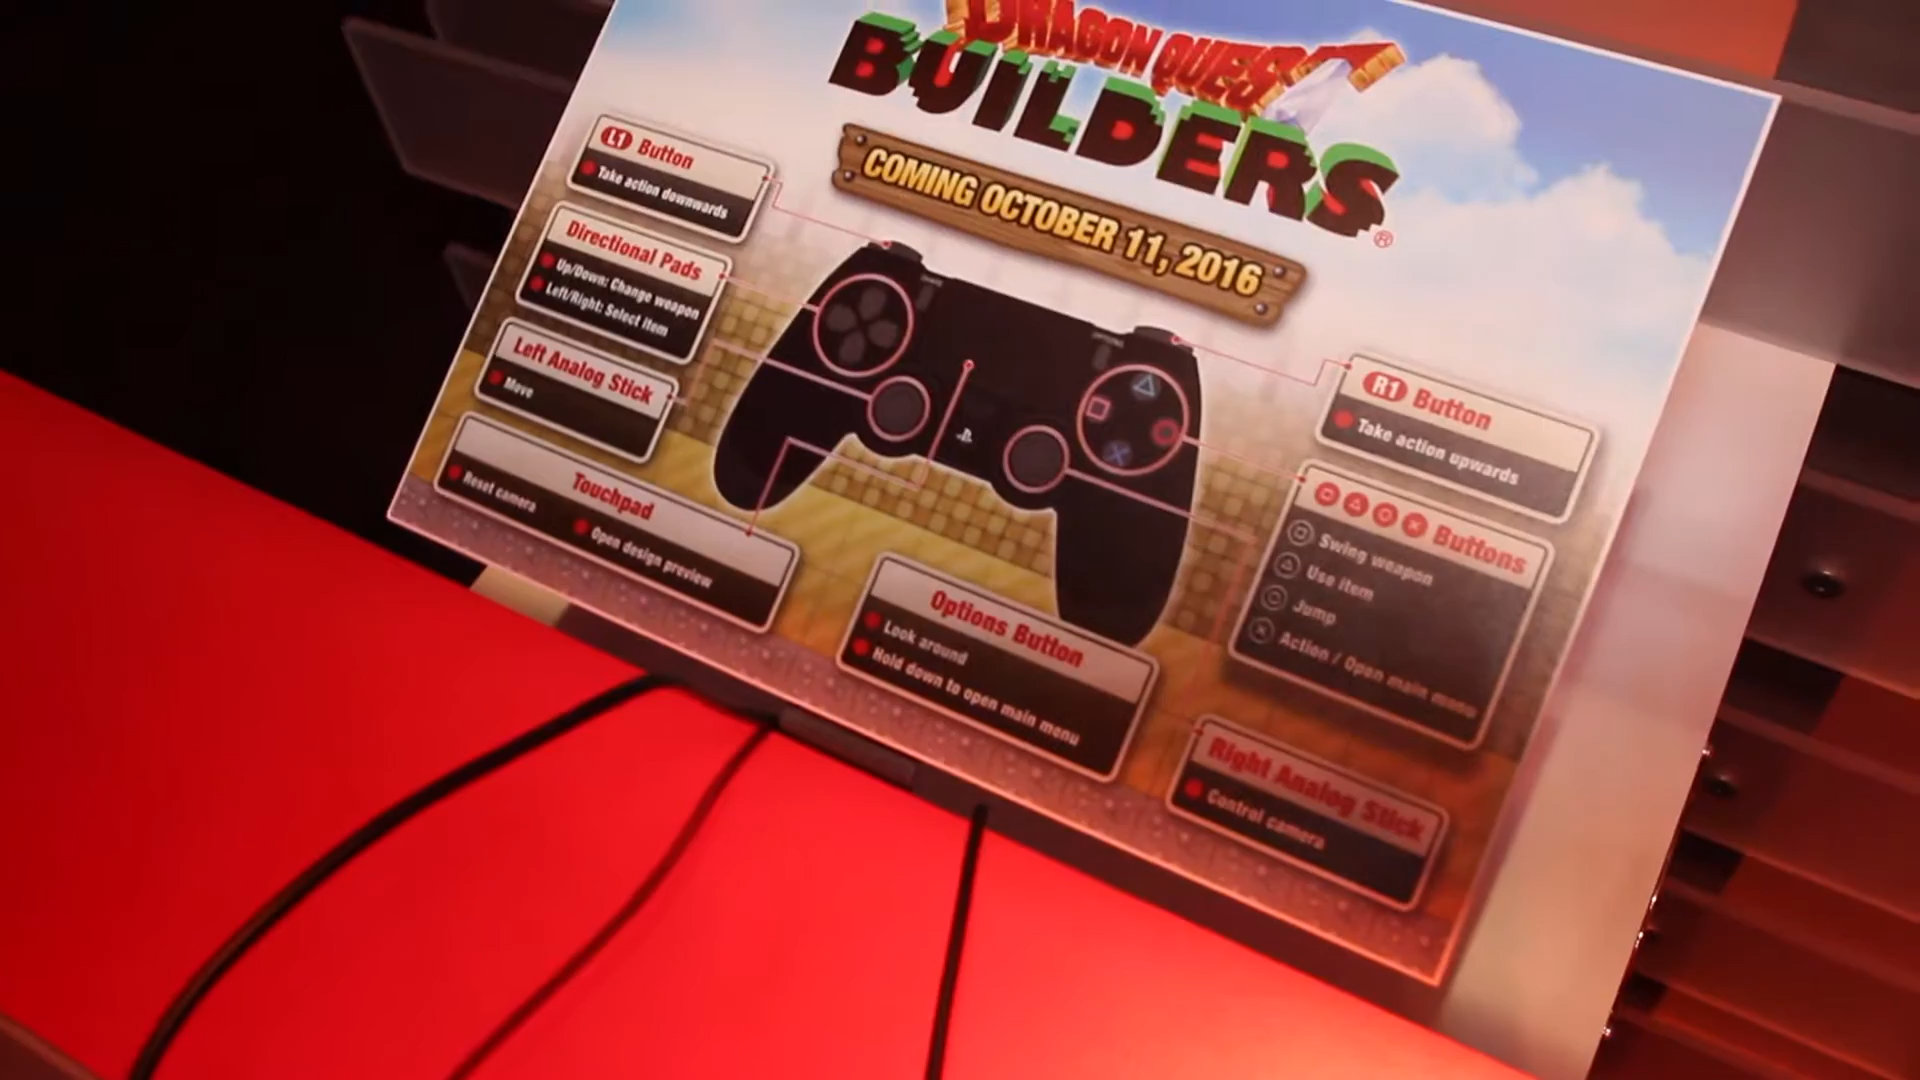 DRAGON QUEST
BUILDERS
®
COMING OCTOBER 11, 2016
L1 Button
Take action downwards
Directional Pads
Up/Down: Change weapon
Left/Right: Select item
Left Analog Stick
Move
Touchpad
Reset camera
Open design preview
Options Button
Look around
Hold down to open main menu
R1 Button
Take action upwards
Buttons
Swing weapon
Use item
Jump
Action / Open main menu
Right Analog Stick
Control camera